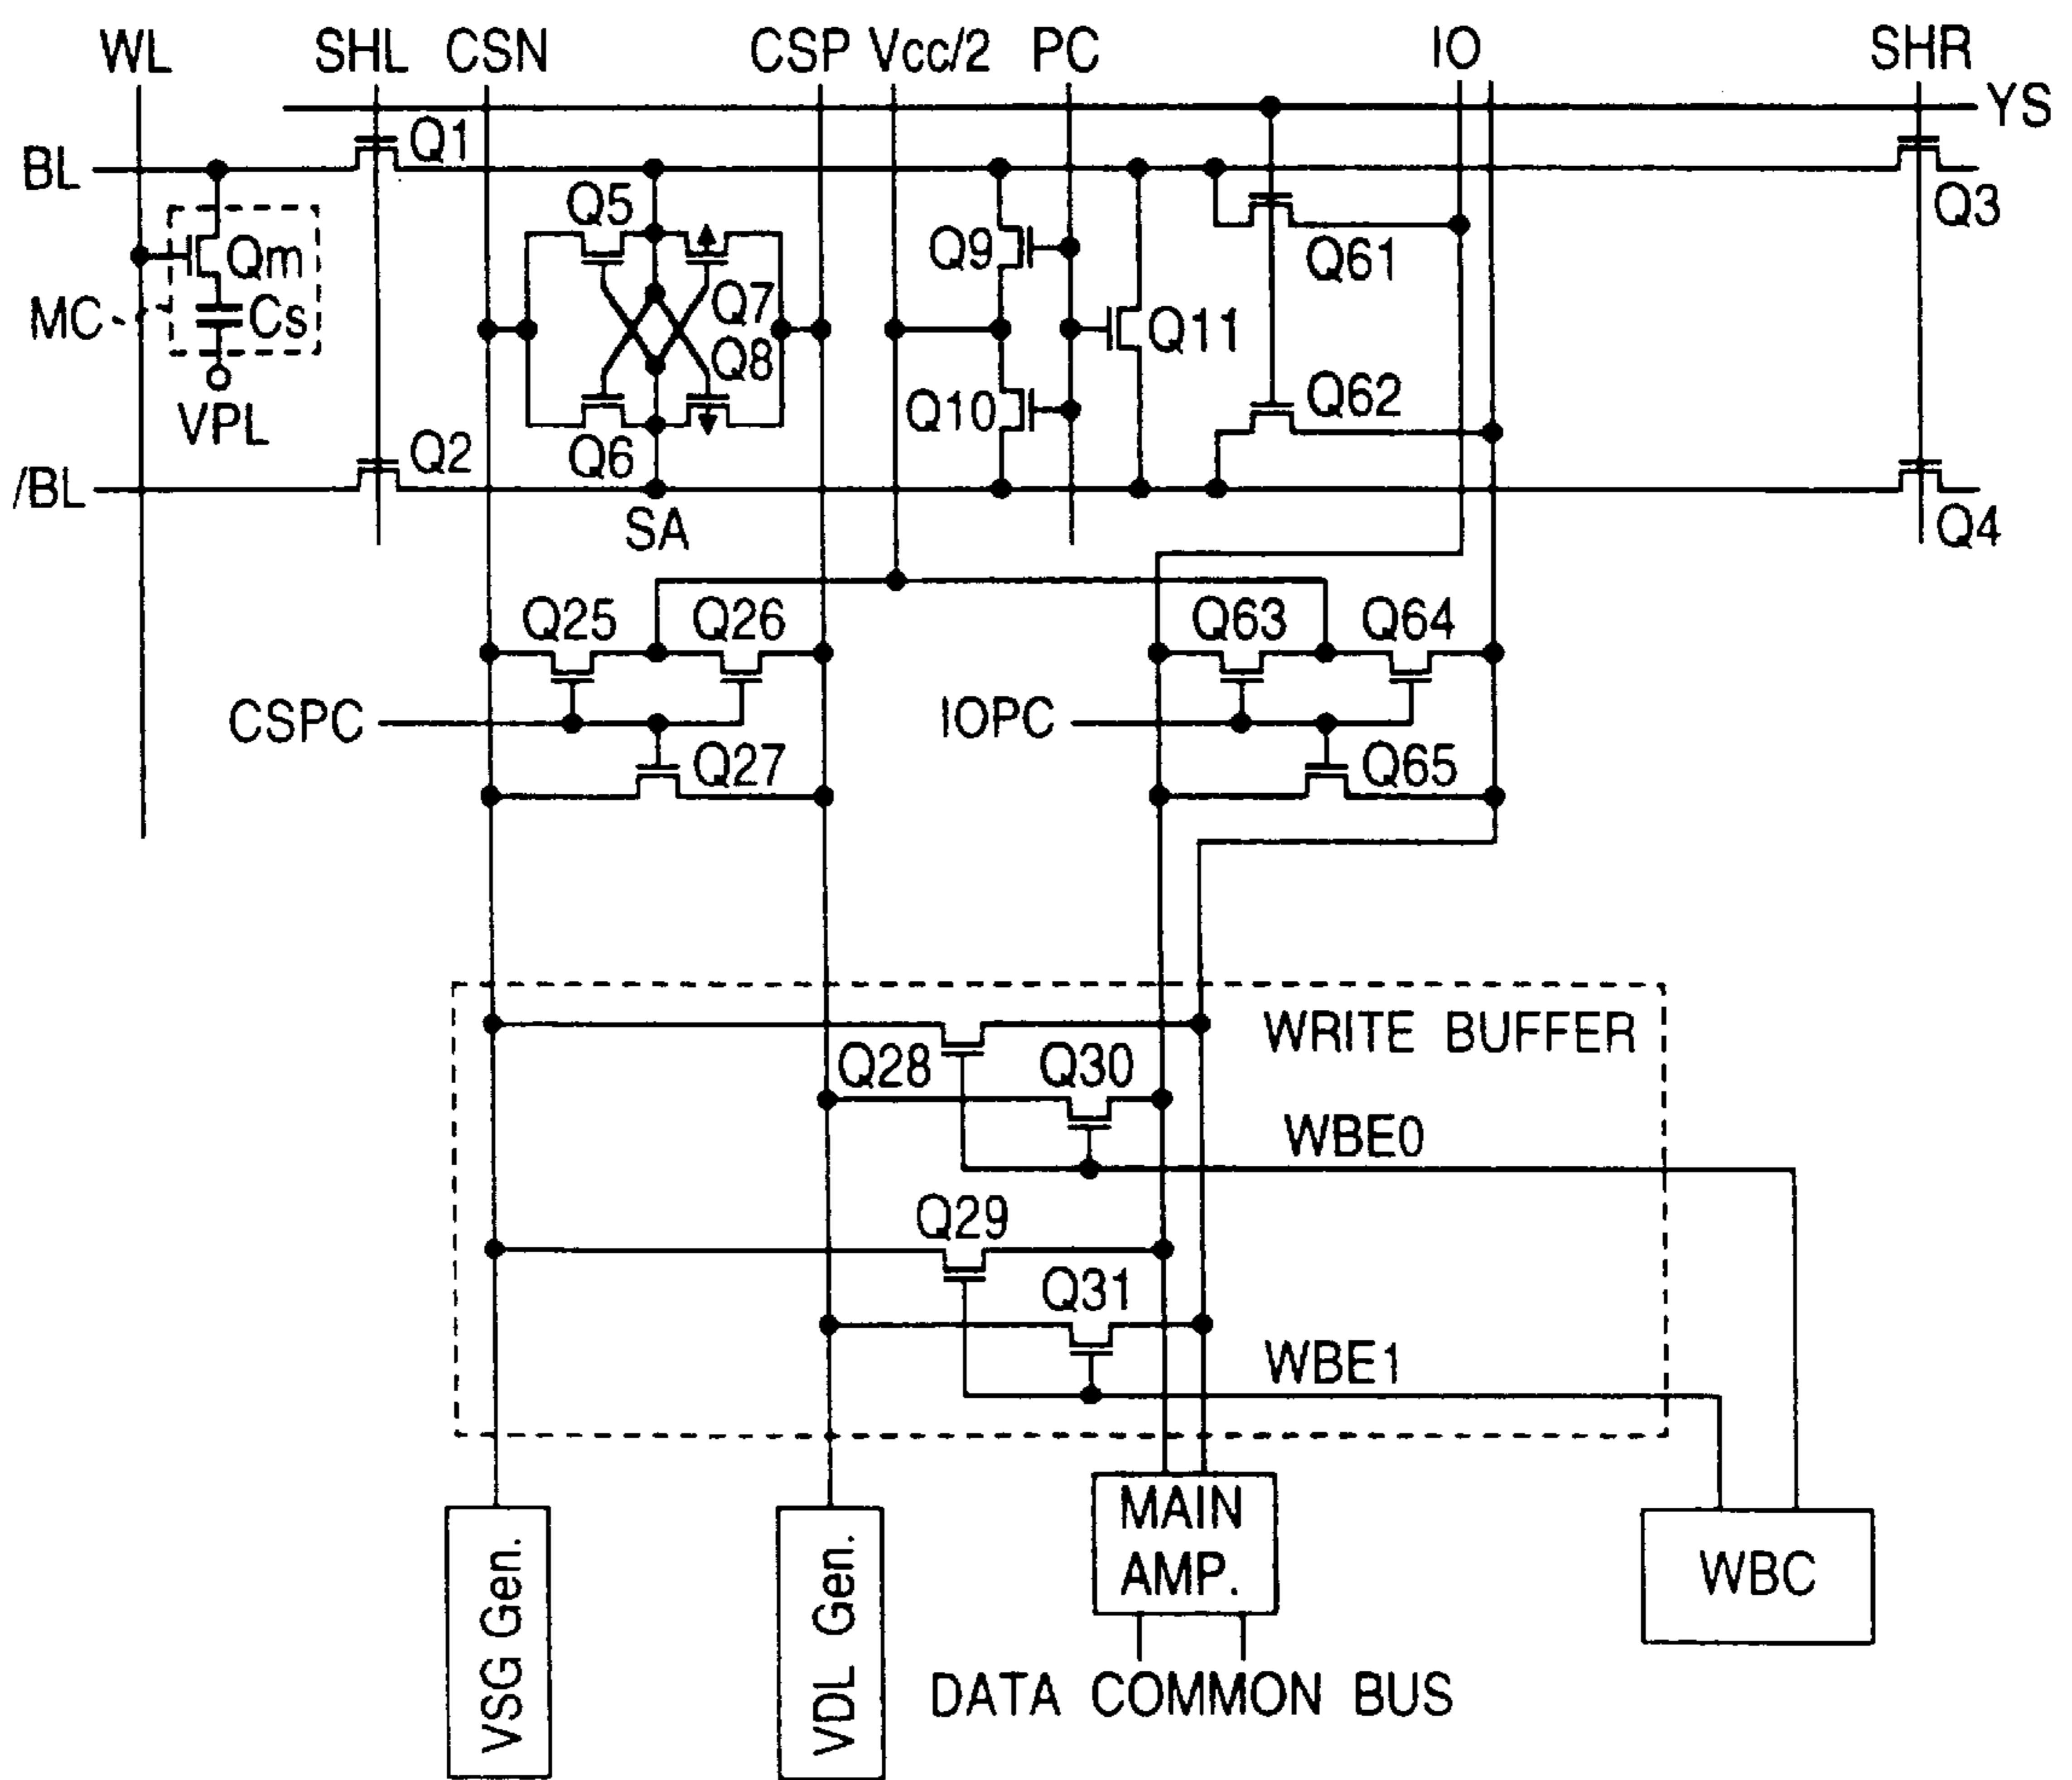 WL SHL CSN CSP Vcc/2 PC IO SHR
YS
BL Q1
Q5 Q3
Qm Q9 Q61
MC Cs Q7 Q11
Q8
VPL Q10 Q62
/BL Q2 Q6
SA Q4
Q25 Q26 Q63 Q64
CSPC IOPC
Q27 Q65
WRITE BUFFER
Q28 Q30
WBE0
Q29
Q31
WBE1
VSG Gen.
VDL Gen.
MAIN
AMP.
WBC
DATA COMMON BUS